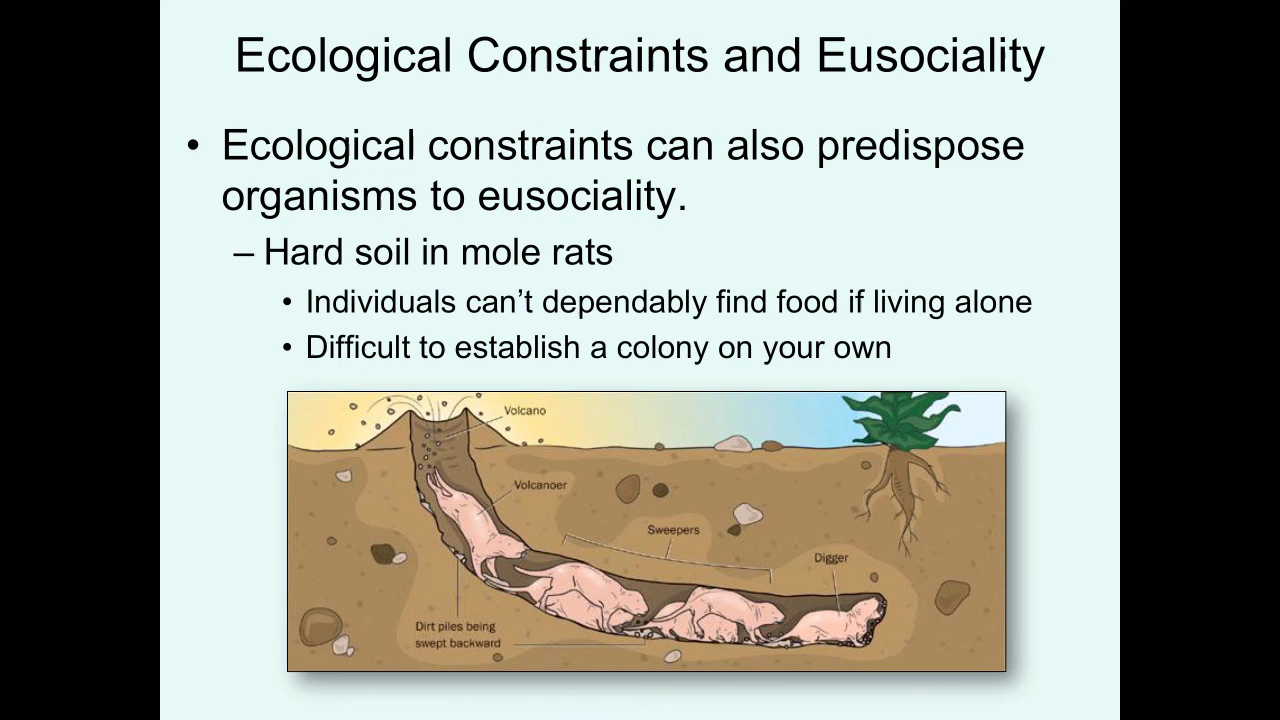 Ecological Constraints and Eusociality
• Ecological constraints can also predispose
organisms to eusociality.
– Hard soil in mole rats
• Individuals can’t dependably find food if living alone
• Difficult to establish a colony on your own
Volcano
Volcanoer
Sweepers
Digger
Dirt piles being
swept backward